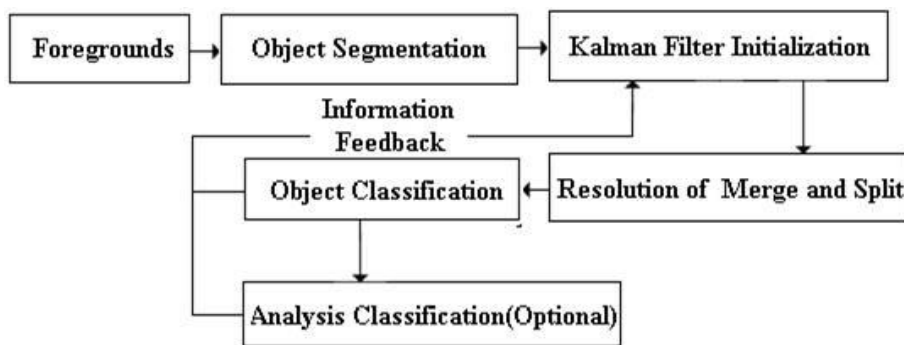 Foregrounds
Object Segmentation
Kalman Filter Initialization
Information
Feedback
Object Classification
Resolution of Merge and Split
Analysis Classification(Optional)